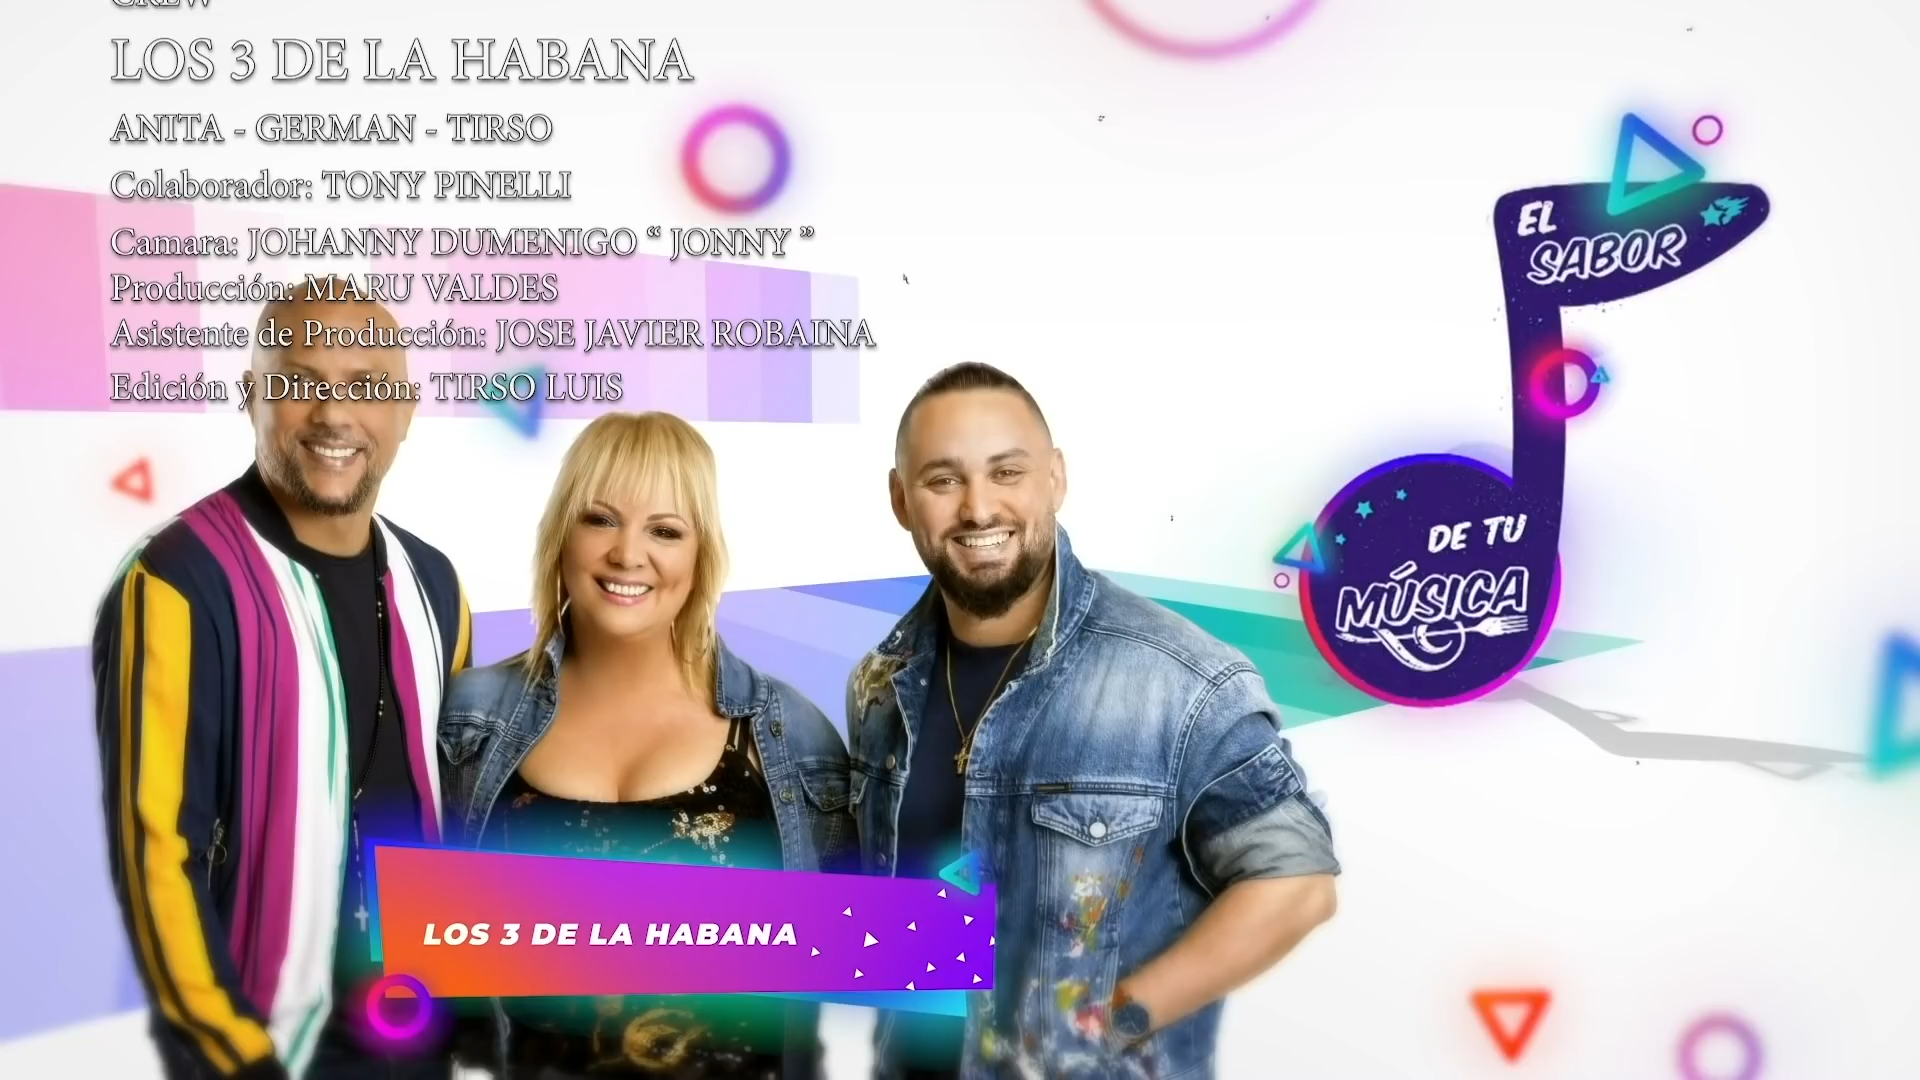 CREW
LOS 3 DE LA HABANA
ANITA - GERMAN - TIRSO
Colaborador: TONY PINELLI
Camara: JOHANNY DUMENIGO “ JONNY ”
Producción: MARU VALDES
Asistente de Producción: JOSE JAVIER ROBAINA
Edición y Dirección: TIRSO LUIS
EL
SABOR
DE TU
MÚSICA
LOS 3 DE LA HABANA